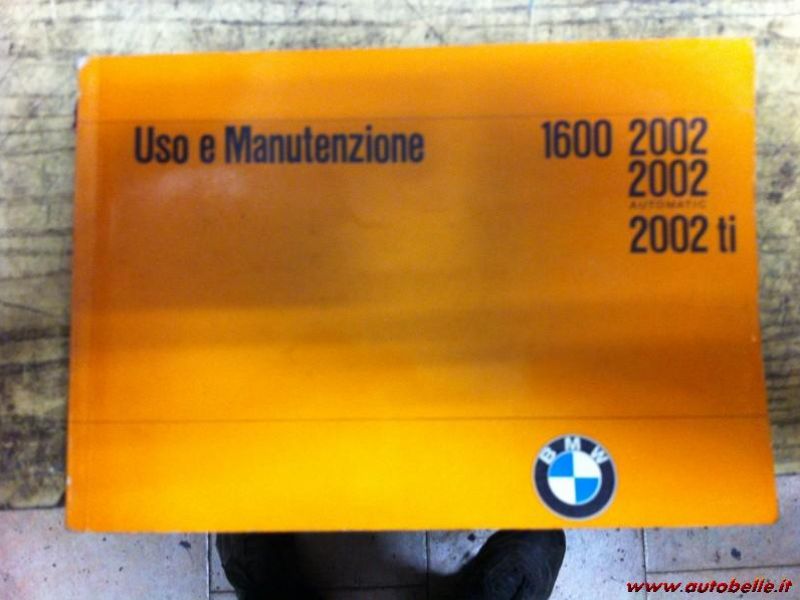 Uso e Manutenzione 1600 2002
2002
AUTOMATIC
2002 ti
BMW
www.autobelle.it